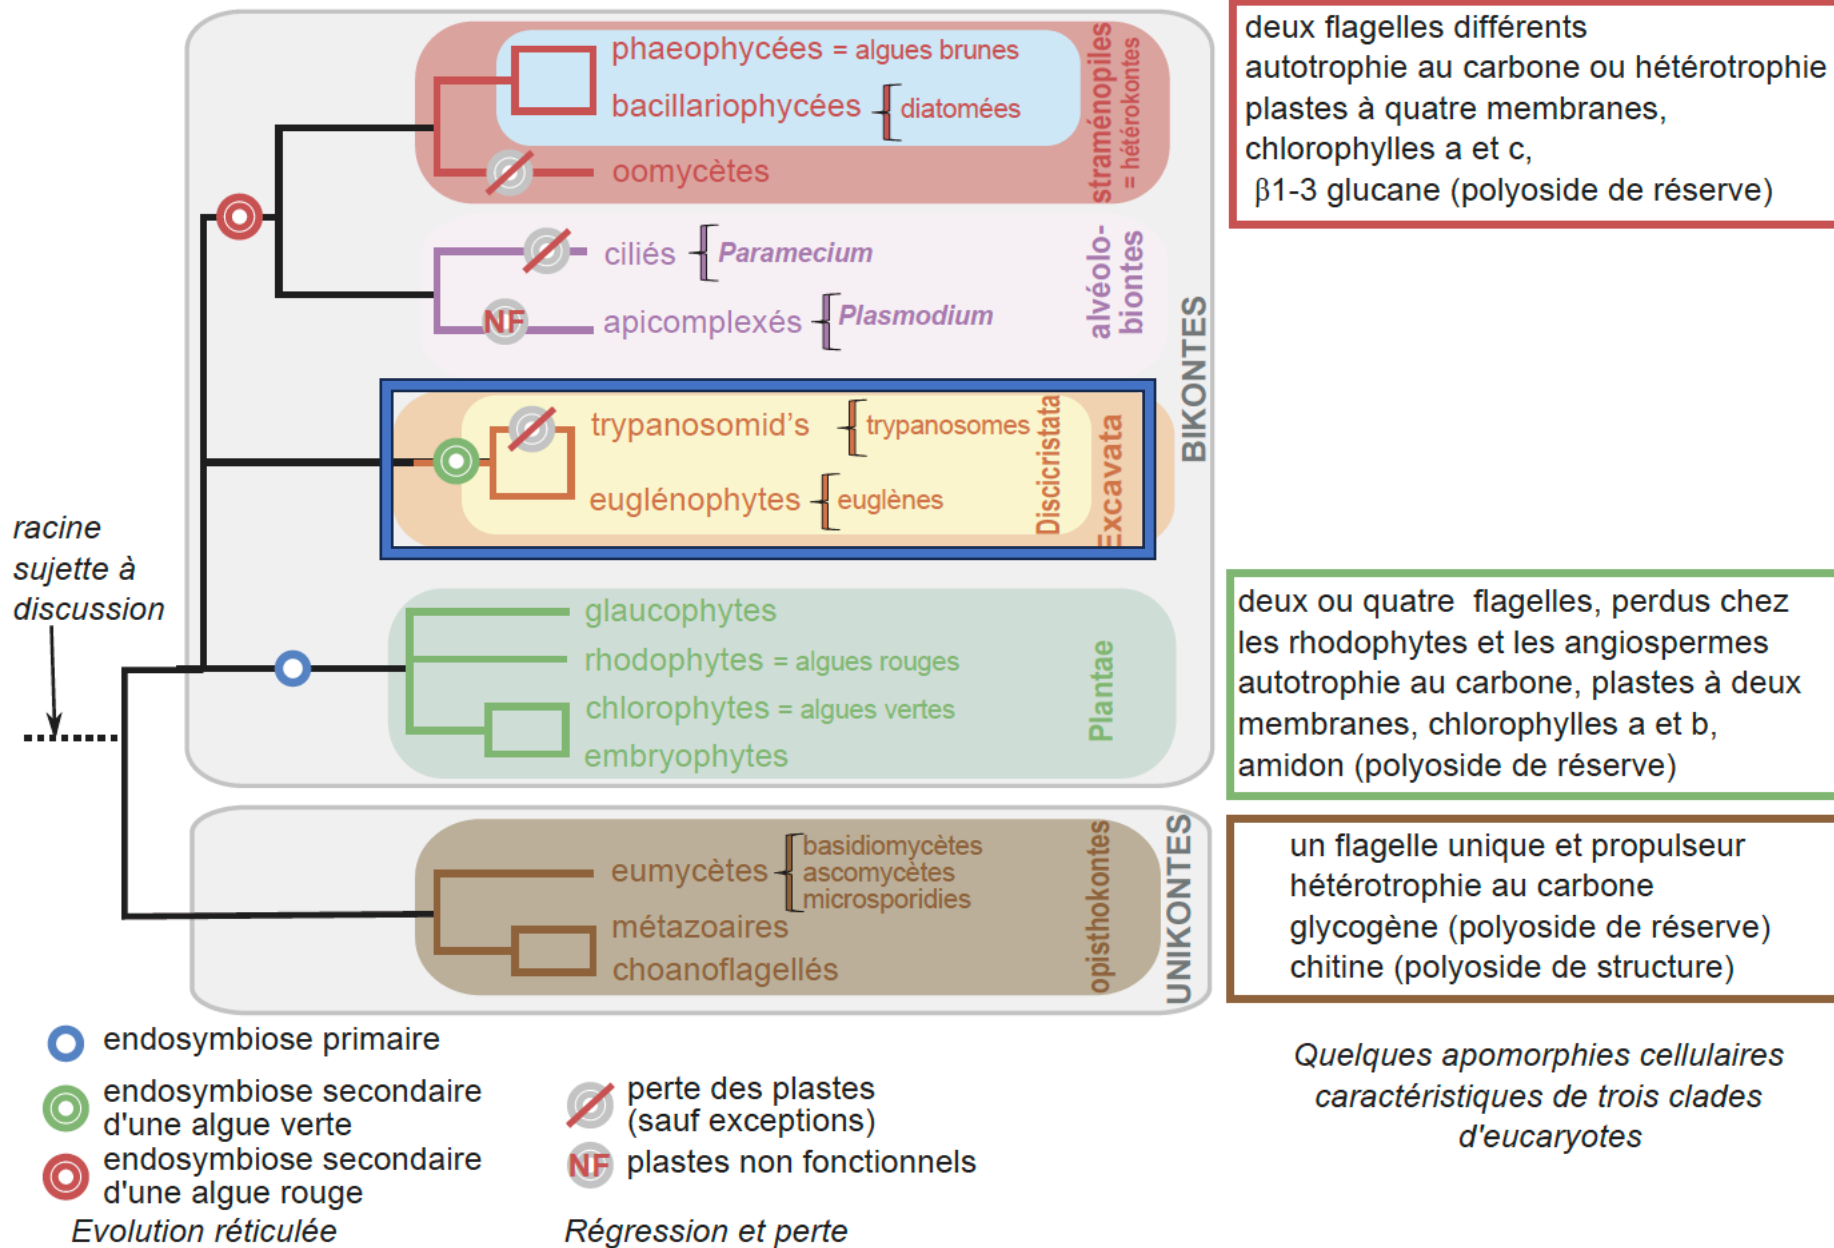 phaeophycées = algues brunes
bacillariophycées
diatomées
oomycètes
straménopiles
= hétérokontes
ciliés
Paramecium
NF
apicomplexés
Plasmodium
alvéolo-
biontes
trypanosomid's
trypanosomes
euglénophytes
euglènes
Discicristata
Excavata
BIKONTES
racine
sujette à
discussion
glaucophytes
rhodophytes = algues rouges
chlorophytes = algues vertes
embryophytes
Plantae
eumycètes
basidiomycètes
ascomycètes
microsporidies
métazoaires
choanoflagellés
opisthokontes
UNIKONTES
deux flagelles différents
autotrophie au carbone ou hétérotrophie
plastes à quatre membranes,
chlorophylles a et c,
β1-3 glucane (polyoside de réserve)
deux ou quatre flagelles, perdus chez
les rhodophytes et les angiospermes
autotrophie au carbone, plastes à deux
membranes, chlorophylles a et b,
amidon (polyoside de réserve)
un flagelle unique et propulseur
hétérotrophie au carbone
glycogène (polyoside de réserve)
chitine (polyoside de structure)
Quelques apomorphies cellulaires
caractéristiques de trois clades
d'eucaryotes
endosymbiose primaire
endosymbiose secondaire
d'une algue verte
endosymbiose secondaire
d'une algue rouge
Evolution réticulée
perte des plastes
(sauf exceptions)
NF plastes non fonctionnels
Régression et perte